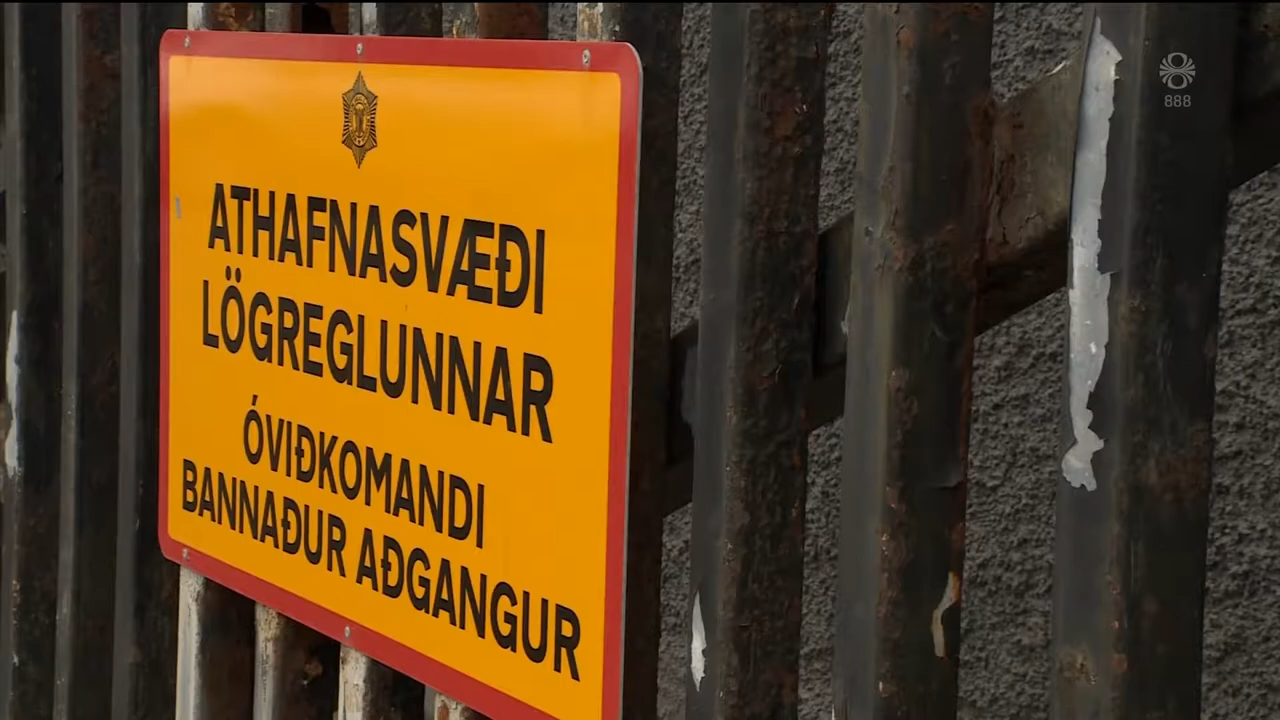 ATHAFNASVÆÐI
LÖGREGLUNNAR
ÓVIÐKOMANDI
BANNAÐUR AÐGANGUR
888